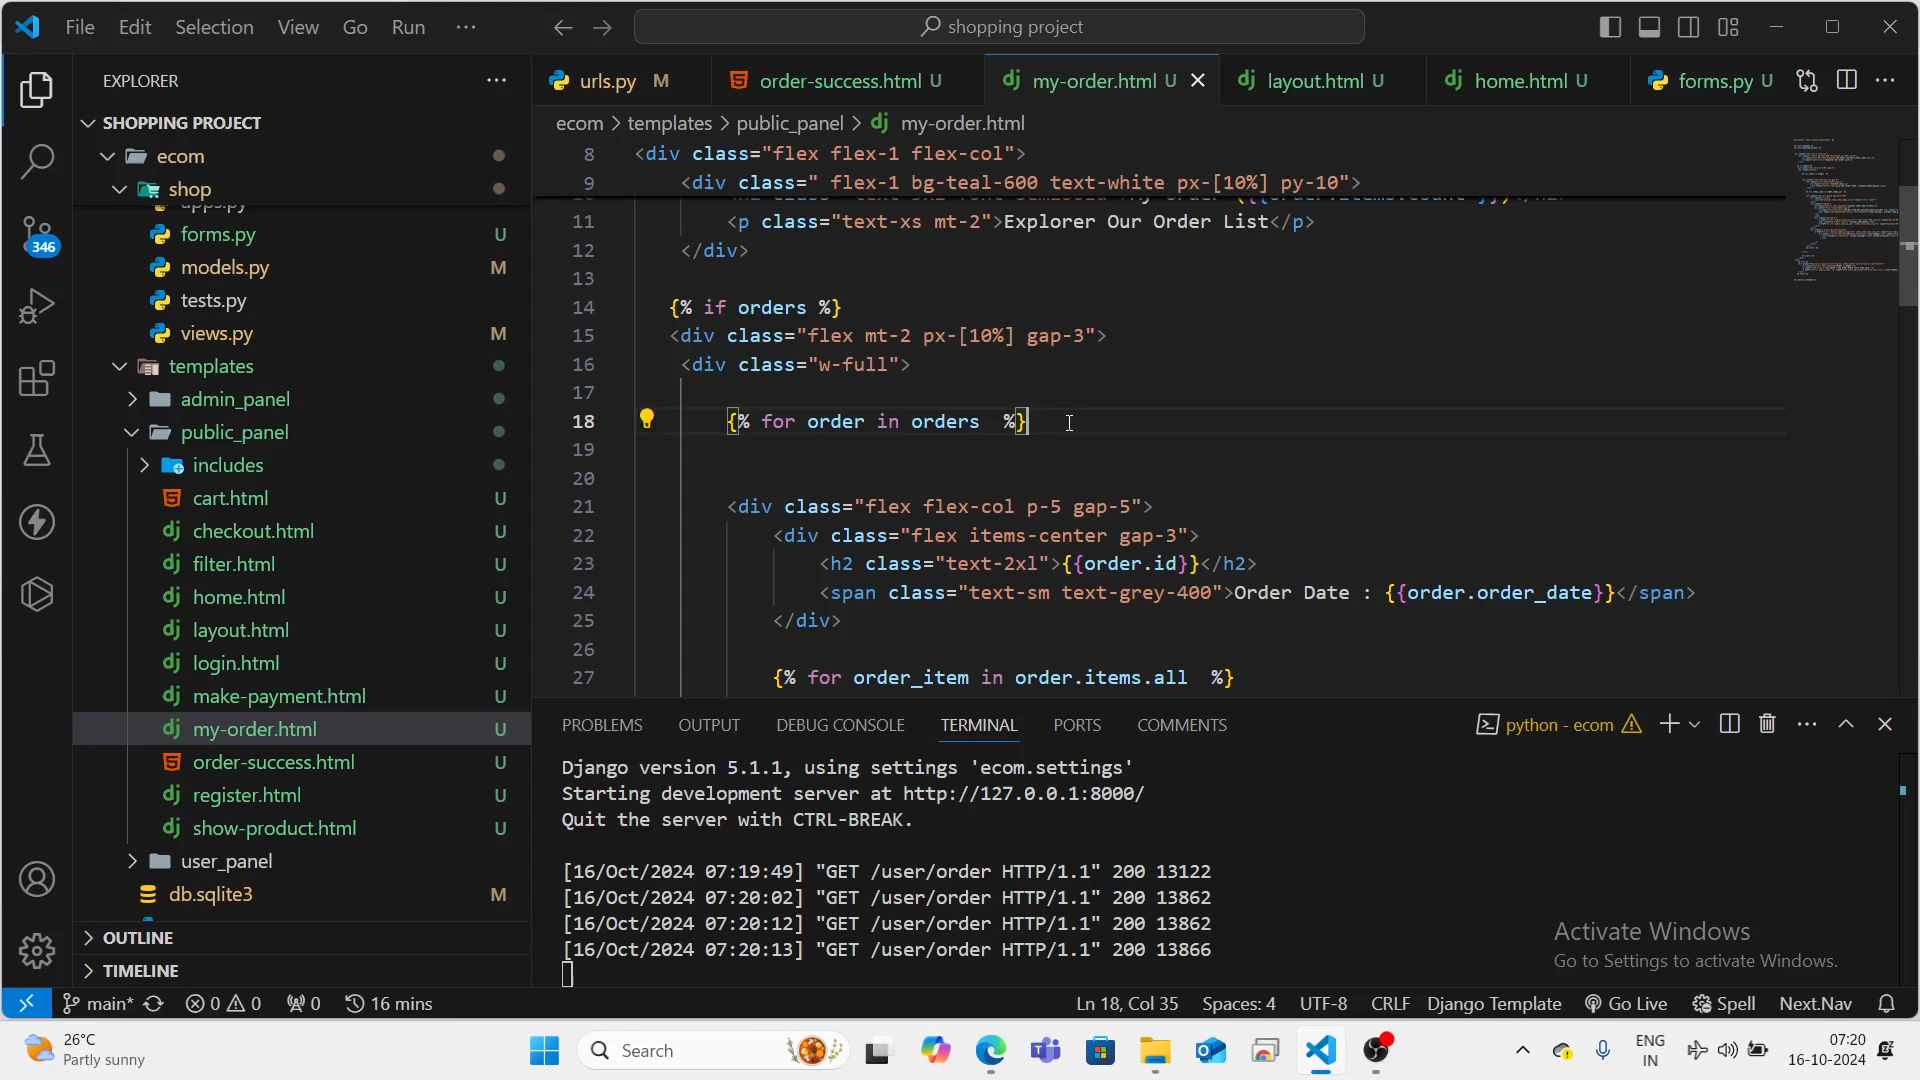 File Edit Selection View Go Run ··· shopping project
EXPLORER
SHOPPING PROJECT
ecom
shop
apps.py
forms.py U
models.py M
tests.py
views.py M
templates
admin_panel
public_panel
includes
cart.html U
checkout.html U
filter.html U
home.html U
layout.html U
login.html U
make-payment.html U
my-order.html U
order-success.html U
register.html U
show-product.html U
user_panel
db.sqlite3 M
OUTLINE
TIMELINE
346
urls.py M order-success.html U my-order.html U layout.html U home.html U forms.py U
ecom > templates > public_panel > my-order.html
8 <div class="flex flex-1 flex-col">
9 <div class=" flex-1 bg-teal-600 text-white px-[10%] py-10">
11 <p class="text-xs mt-2">Explorer Our Order List</p>
12 </div>
13
14 {% if orders %}
15 <div class="flex mt-2 px-[10%] gap-3">
16 <div class="w-full">
17
18 {% for order in orders  %}
19
20
21 <div class="flex flex-col p-5 gap-5">
22 <div class="flex items-center gap-3">
23 <h2 class="text-2xl">{{order.id}}</h2>
24 <span class="text-sm text-grey-400">Order Date : {{order.order_date}}</span>
25 </div>
26
27 {% for order_item in order.items.all  %}
PROBLEMS OUTPUT DEBUG CONSOLE TERMINAL PORTS COMMENTS python - ecom
Django version 5.1.1, using settings 'ecom.settings'
Starting development server at http://127.0.0.1:8000/
Quit the server with CTRL-BREAK.
[16/Oct/2024 07:19:49] "GET /user/order HTTP/1.1" 200 13122
[16/Oct/2024 07:20:02] "GET /user/order HTTP/1.1" 200 13862
[16/Oct/2024 07:20:12] "GET /user/order HTTP/1.1" 200 13862
[16/Oct/2024 07:20:13] "GET /user/order HTTP/1.1" 200 13866
Activate Windows
Go to Settings to activate Windows.
main* 0 0 0 16 mins Ln 18, Col 35 Spaces: 4 UTF-8 CRLF Django Template Go Live Spell Next.Nav
26°C
Partly sunny
Search
ENG
IN
07:20
16-10-2024